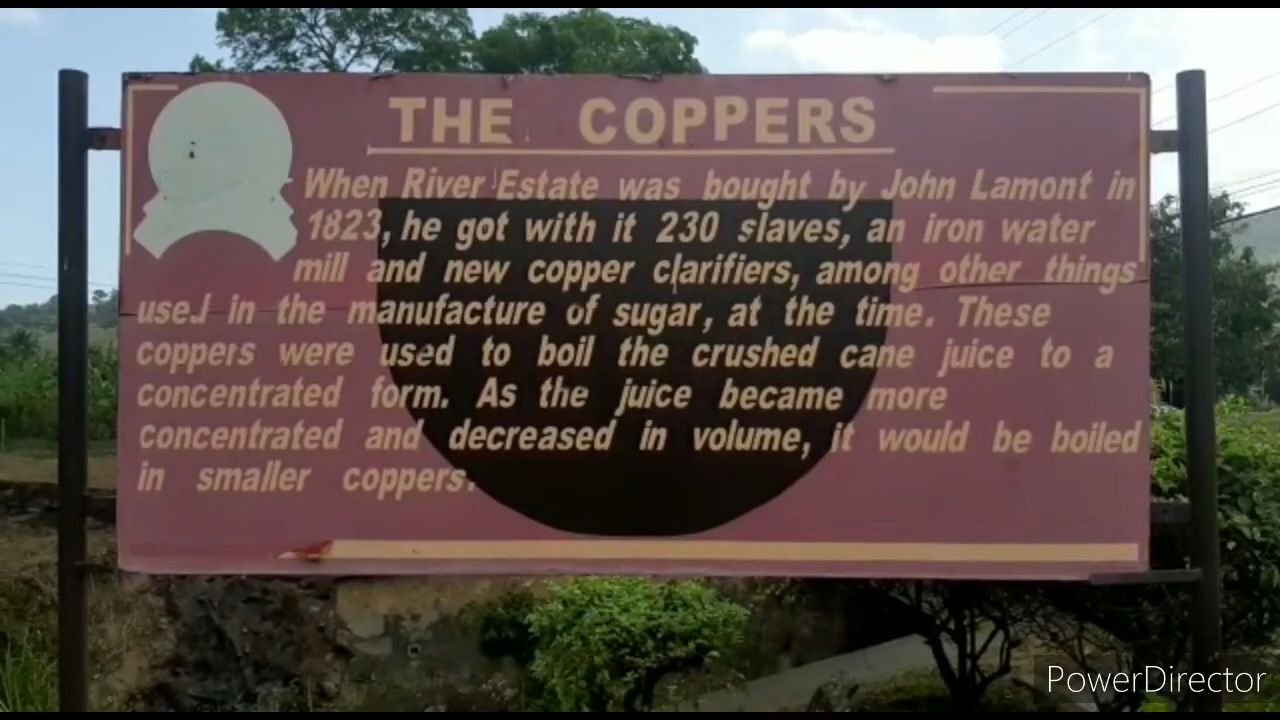 THE COPPERS
When River Estate was bought by John Lamont in
1823, he got with it 230 slaves, an iron water
mill and new copper clarifiers, among other things
used in the manufacture of sugar, at the time. These
coppers were used to boil the crushed cane juice to a
concentrated form. As the juice became more
concentrated and decreased in volume, it would be boiled
in smaller coppers.
PowerDirector